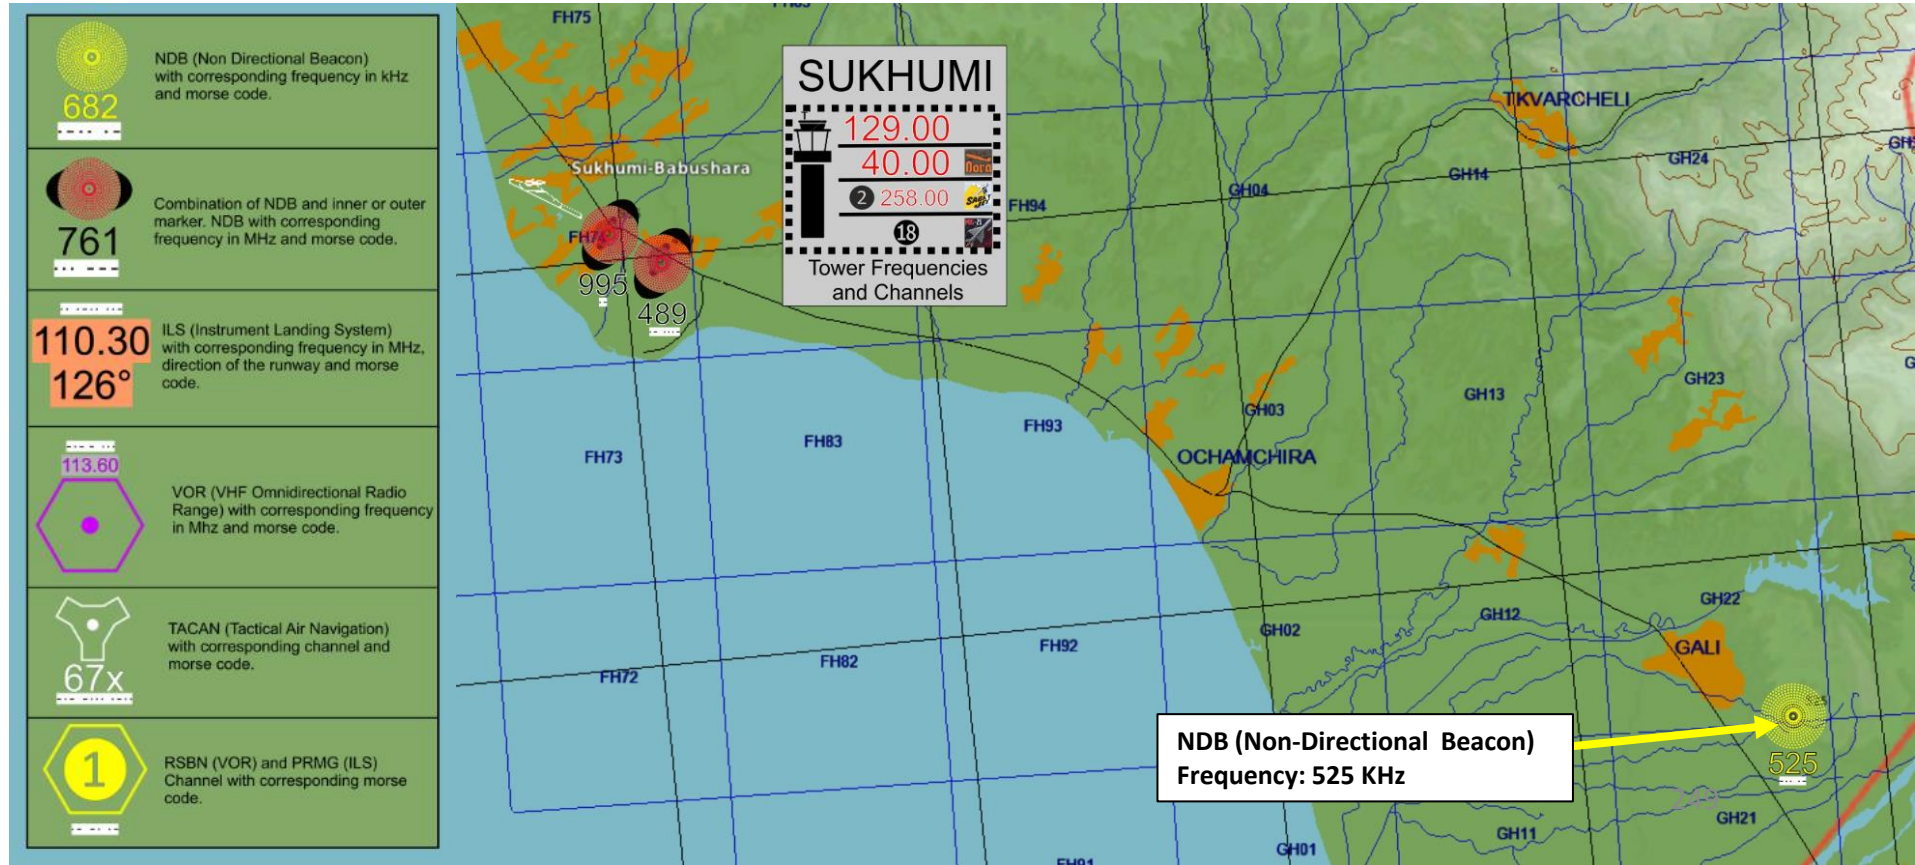 NDB (Non Directional Beacon)
with corresponding frequency in kHz
and morse code.
682
Combination of NDB and inner or outer
marker. NDB with corresponding
frequency in MHz and morse code.
761
110.30
126°
ILS (Instrument Landing System)
with corresponding frequency in MHz,
direction of the runway and morse
code.
113.60
VOR (VHF Omnidirectional Radio
Range) with corresponding frequency
in Mhz and morse code.
TACAN (Tactical Air Navigation)
with corresponding channel and
morse code.
67x
1
RSBN (VOR) and PRMG (ILS)
Channel with corresponding morse
code.
FH75
SUKHUMI
129.00
40.00
2 258.00
18
Tower Frequencies
and Channels
Sukhumi-Babushara
995
489
TKVARCHELI
GH24
GH14
GH04
FH94
GH23
GH13
GH03
FH93
FH83
FH73
OCHAMCHIRA
GH22
GH12
GH02
FH92
FH82
FH72
GALI
525
NDB (Non-Directional Beacon)
Frequency: 525 KHz
GH21
GH11
GH01
FH91